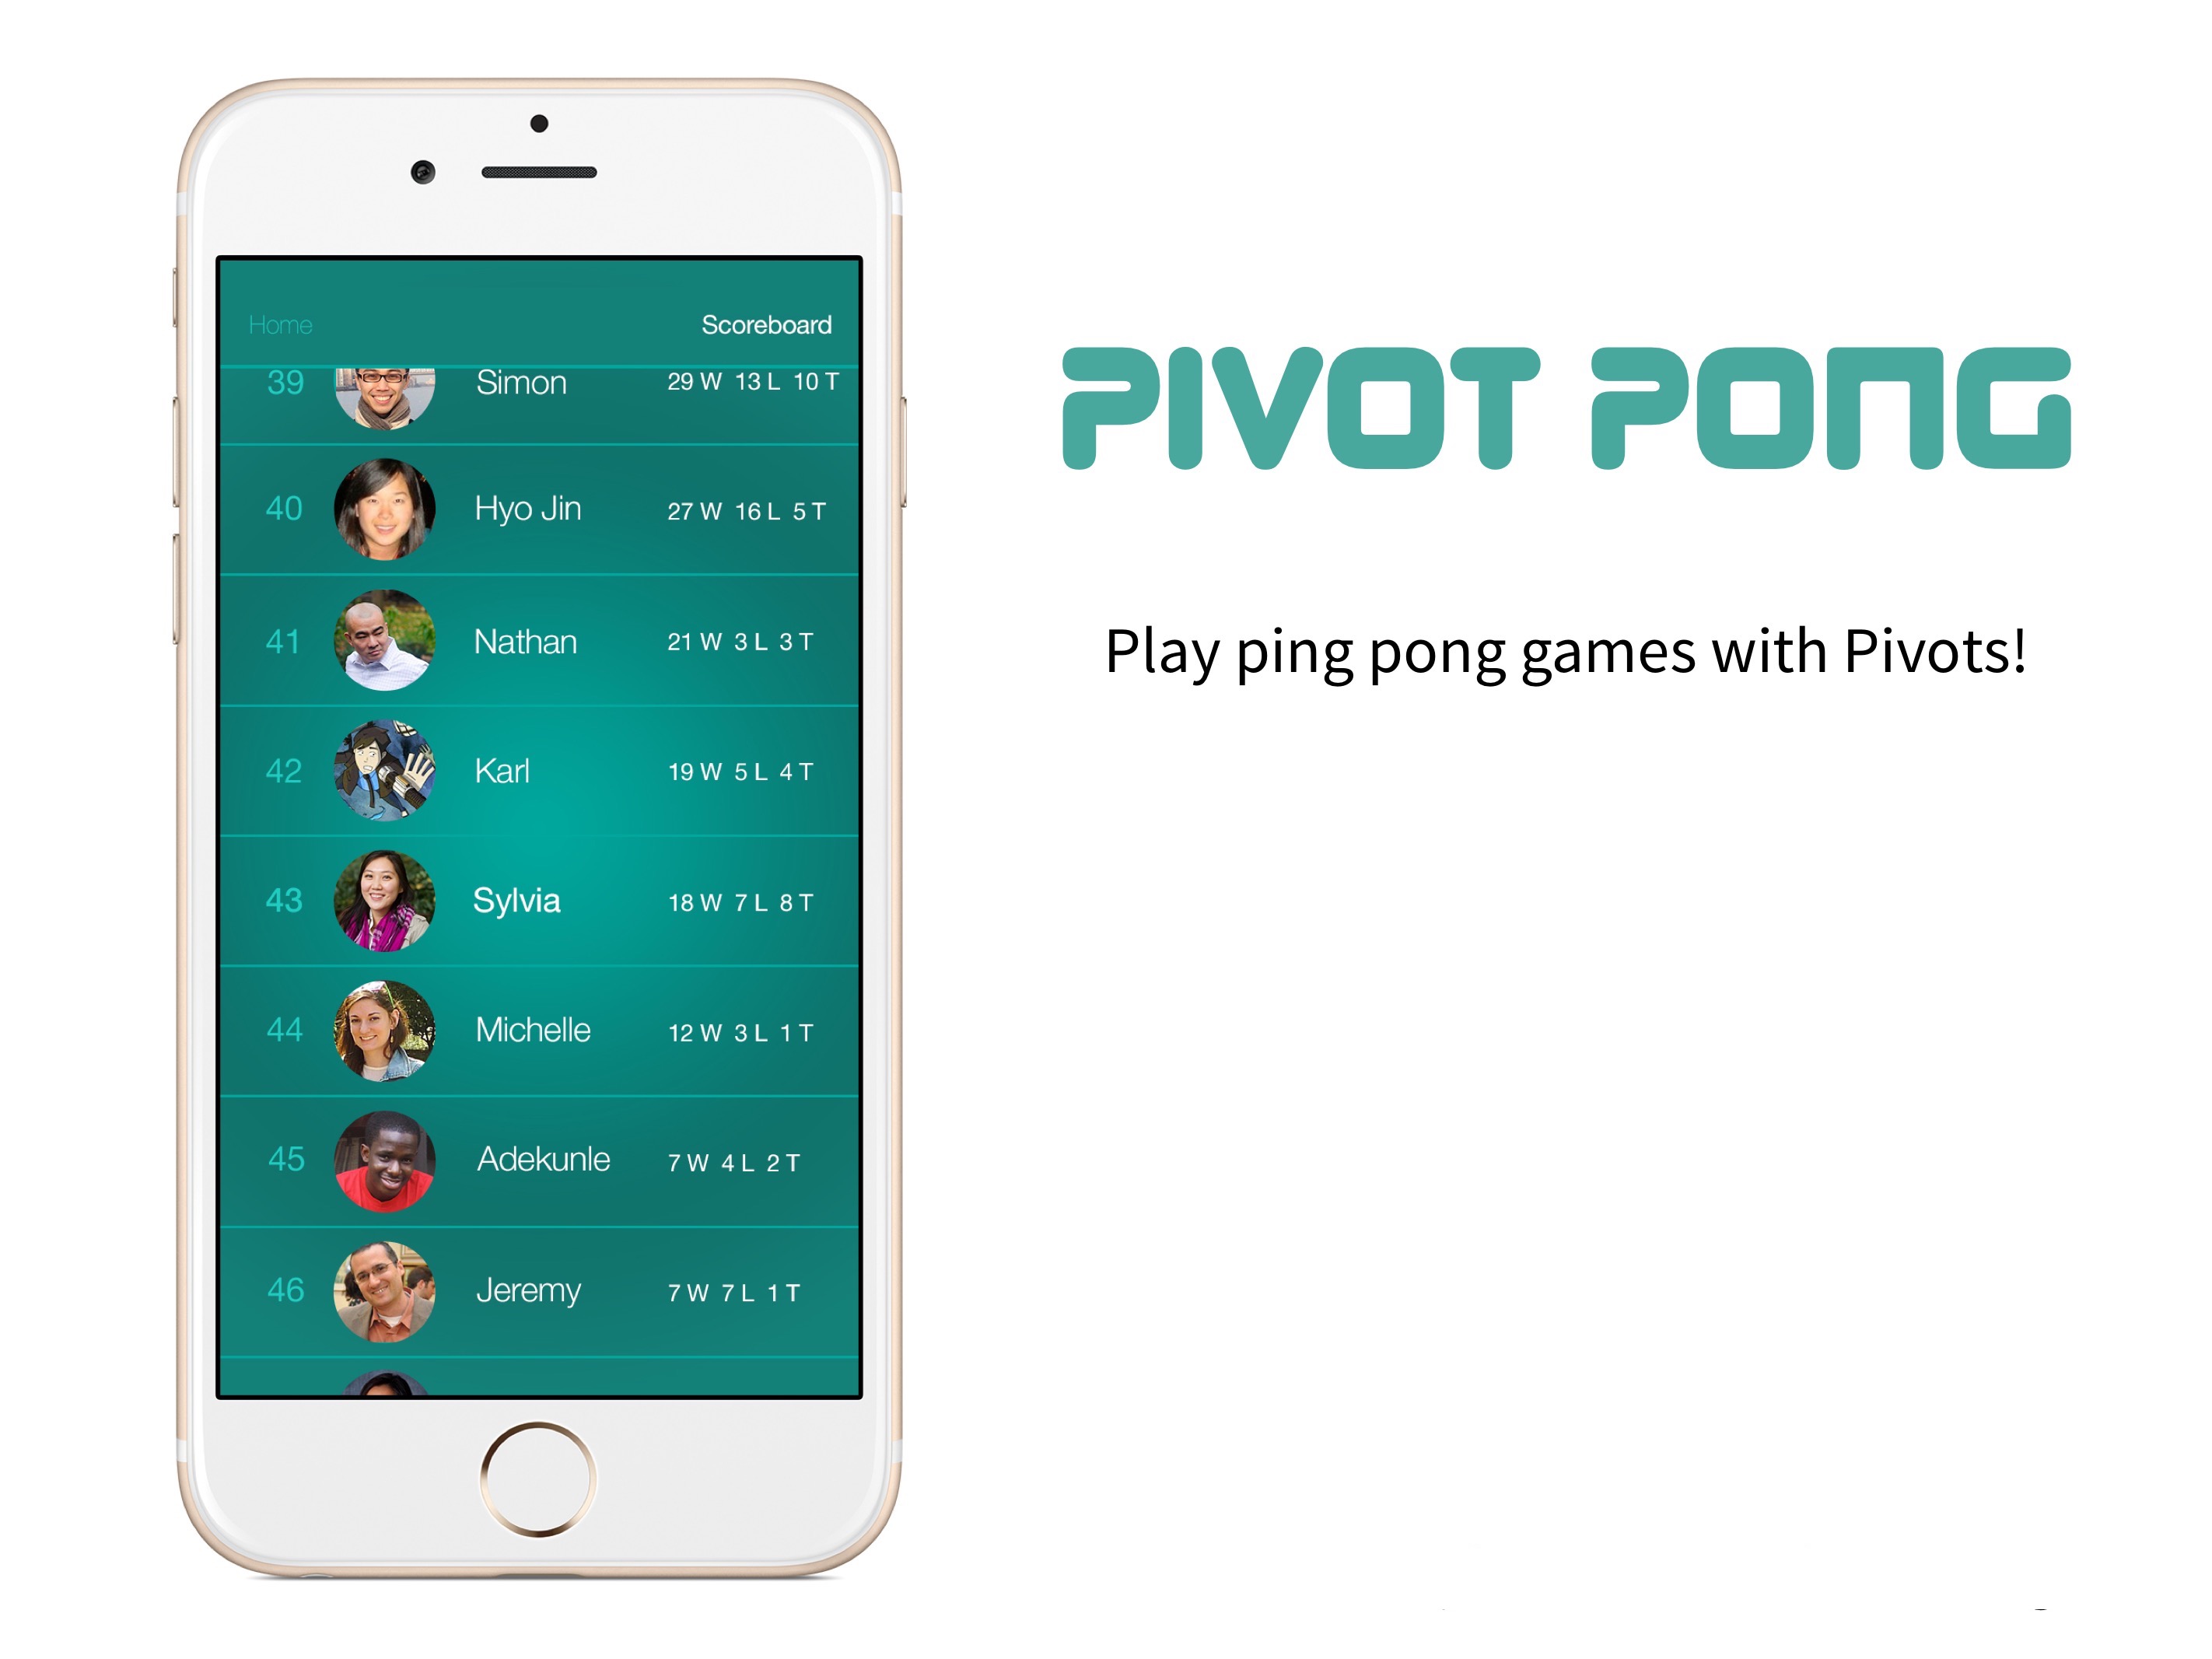 Home Scoreboard
39 Simon 29 W 13 L 10 T
40 Hyo Jin 27 W 16 L 5 T
41 Nathan 21 W 3 L 3 T
42 Karl 19 W 5 L 4 T
43 Sylvia 18 W 7 L 8 T
44 Michelle 12 W 3 L 1 T
45 Adekunle 7 W 4 L 2 T
46 Jeremy 7 W 7 L 1 T
PIVOT PONG
Play ping pong games with Pivots!